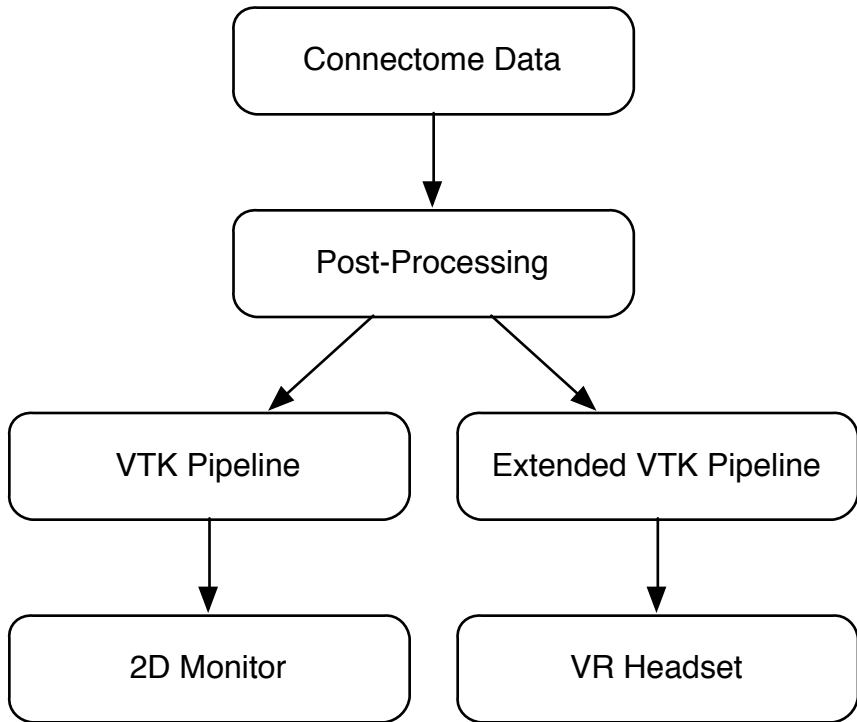 Connectome Data
Post-Processing
VTK Pipeline
Extended VTK Pipeline
2D Monitor
VR Headset